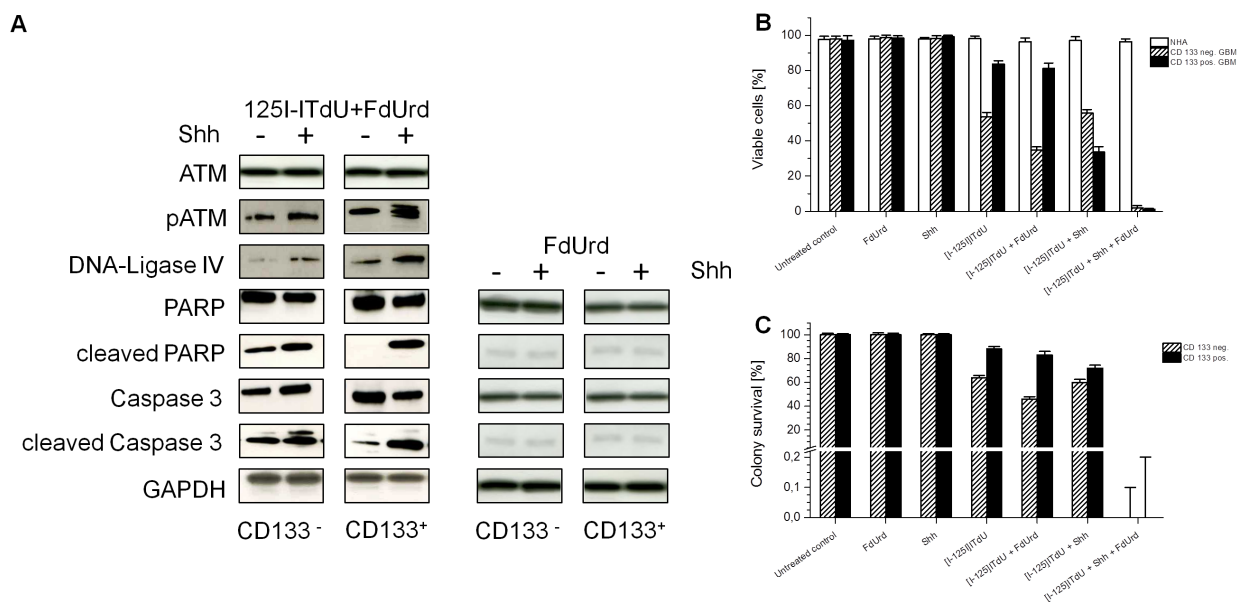 A
125I-ITdU+FdUrd
Shh - + - +
ATM
pATM
DNA-Ligase IV
PARP
cleaved PARP
Caspase 3
cleaved Caspase 3
GAPDH
CD133 - CD133+
FdUrd
- + - + Shh
CD133 - CD133+
B
Viable cells [%]
100
80
60
40
20
0
NHA
CD 133 neg. GBM
CD 133 pos. GBM
Untreated control
FdUrd
Shh
[I-125]ITdU
[I-125]ITdU + FdUrd
[I-125]ITdU + Shh
[I-125]ITdU + Shh + FdUrd
C
Colony survival [%]
100
80
60
40
20
0,2
0,1
0,0
CD 133 neg.
CD 133 pos.
Untreated control
FdUrd
Shh
[I-125]ITdU
[I-125]ITdU + FdUrd
[I-125]ITdU + Shh
[I-125]ITdU + Shh + FdUrd